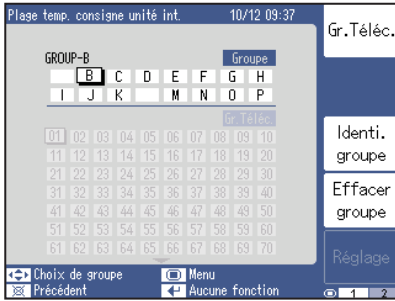 Plage temp. consigne unité int. 10/12 09:37
Gr.Téléc.
GROUP-B Groupe
B C D E F G H
I J K M N O P
Gr.Téléc.
01 02 03 04 05 06 07 08 09 10
11 12 13 14 15 16 17 18 19 20
21 22 23 24 25 26 27 28 29 30
31 32 33 34 35 36 37 38 39 40
41 42 43 44 45 46 47 48 49 50
51 52 53 54 55 56 57 58 59 60
61 62 63 64 65 66 67 68 69 70
Identi.
groupe
Effacer
groupe
Réglage
Choix de groupe Menu
Précédent Aucune fonction
1 2